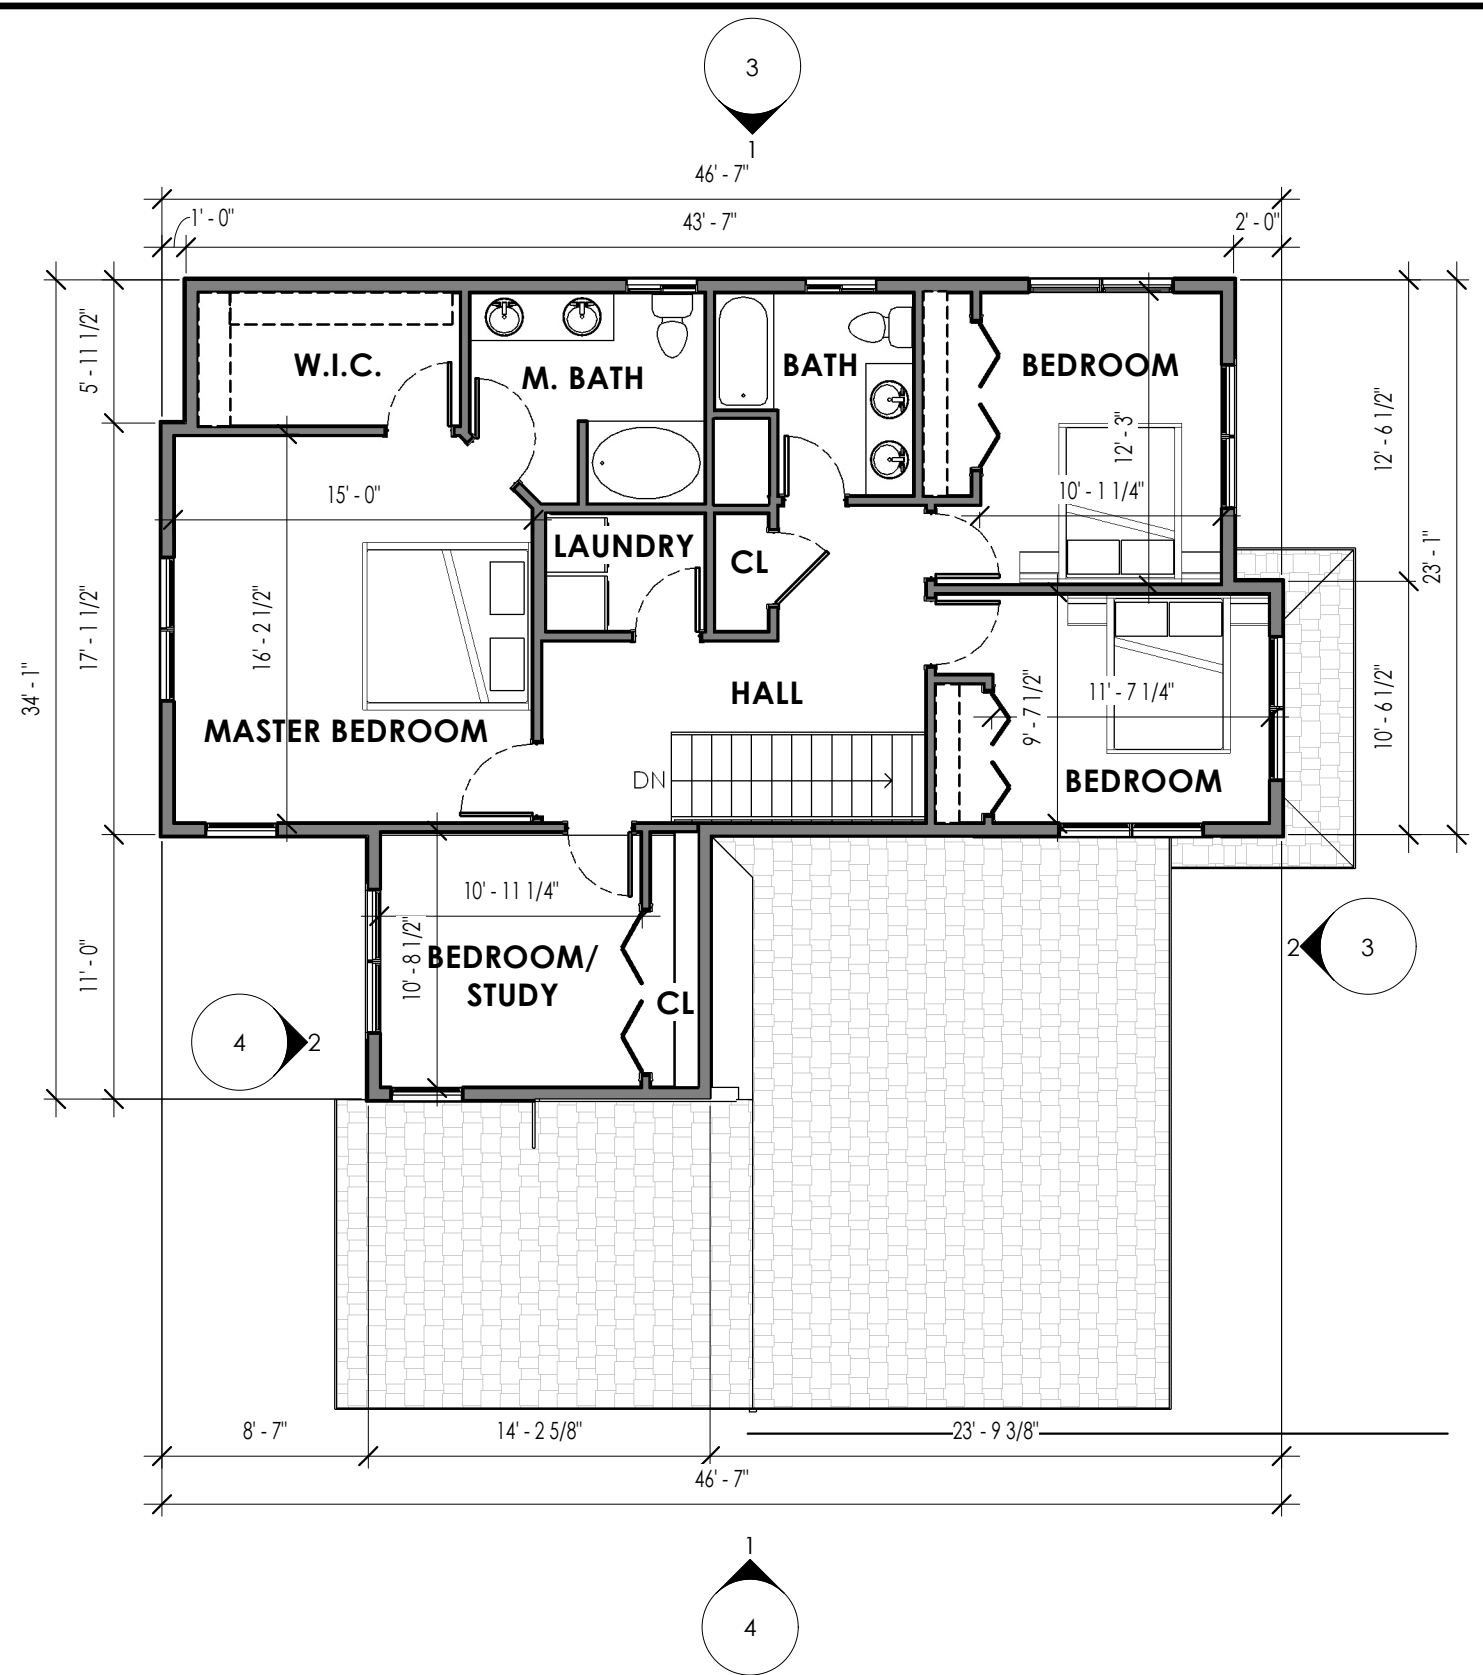 3
1
46' - 7"
1' - 0"
43' - 7"
2' - 0"
5' - 11 1/2"
W.I.C.
M. BATH
BATH
BEDROOM
12' - 3"
12' - 6 1/2"
15' - 0"
10' - 1 1/4"
LAUNDRY
CL
23' - 1"
17' - 1 1/2"
16' - 2 1/2"
34' - 1"
HALL
9' - 7 1/2"
11' - 7 1/4"
10' - 6 1/2"
MASTER BEDROOM
DN
BEDROOM
10' - 11 1/4"
11' - 0"
10' - 8 1/2"
BEDROOM/
STUDY
CL
2
3
4
2
8' - 7"
14' - 2 5/8"
23' - 9 3/8"
46' - 7"
1
4